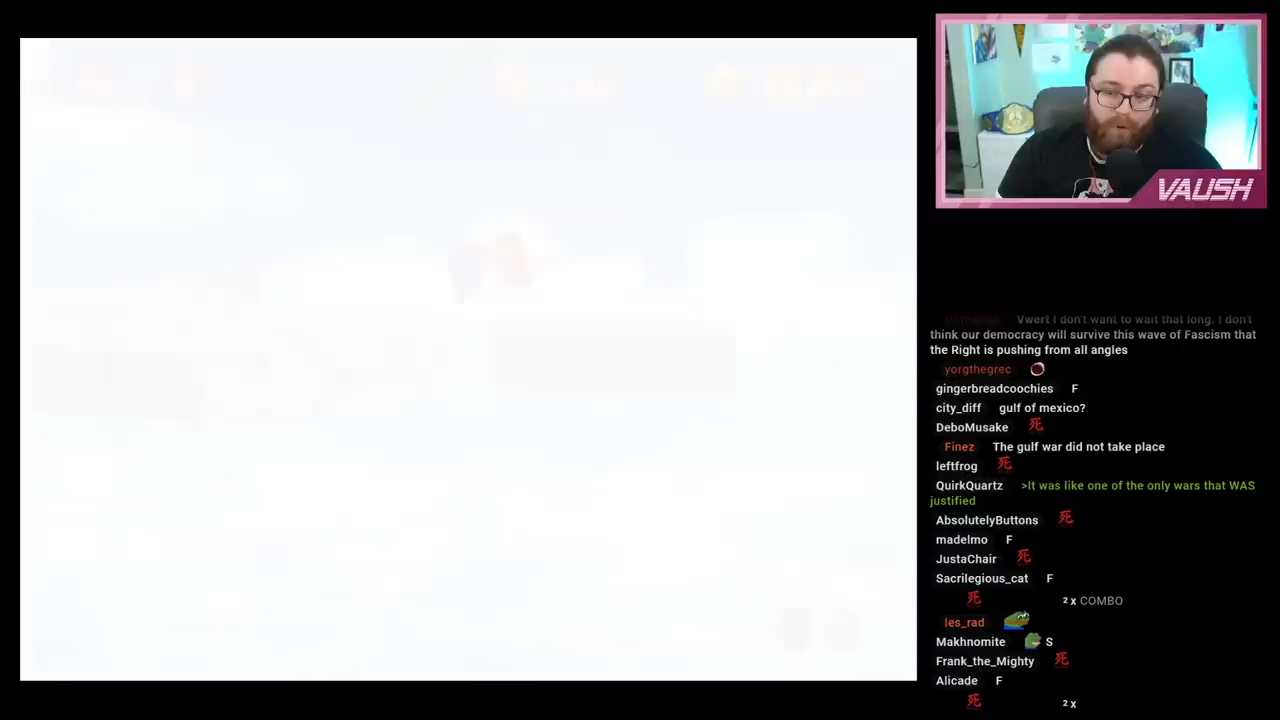 VAUSH
Vwert I don't want to wait that long. I don't
think our democracy will survive this wave of Fascism that
the Right is pushing from all angles
yorgthegrec
gingerbreadcoochies F
city_diff gulf of mexico?
DeboMusake 死
Finez The gulf war did not take place
leftfrog 死
QuirkQuartz >It was like one of the only wars that WAS
justified
AbsolutelyButtons 死
madelmo F
JustaChair 死
Sacrilegious_cat F
死 2 x COMBO
les_rad
Makhnomite S
Frank_the_Mighty 死
Alicade F
死 2 x